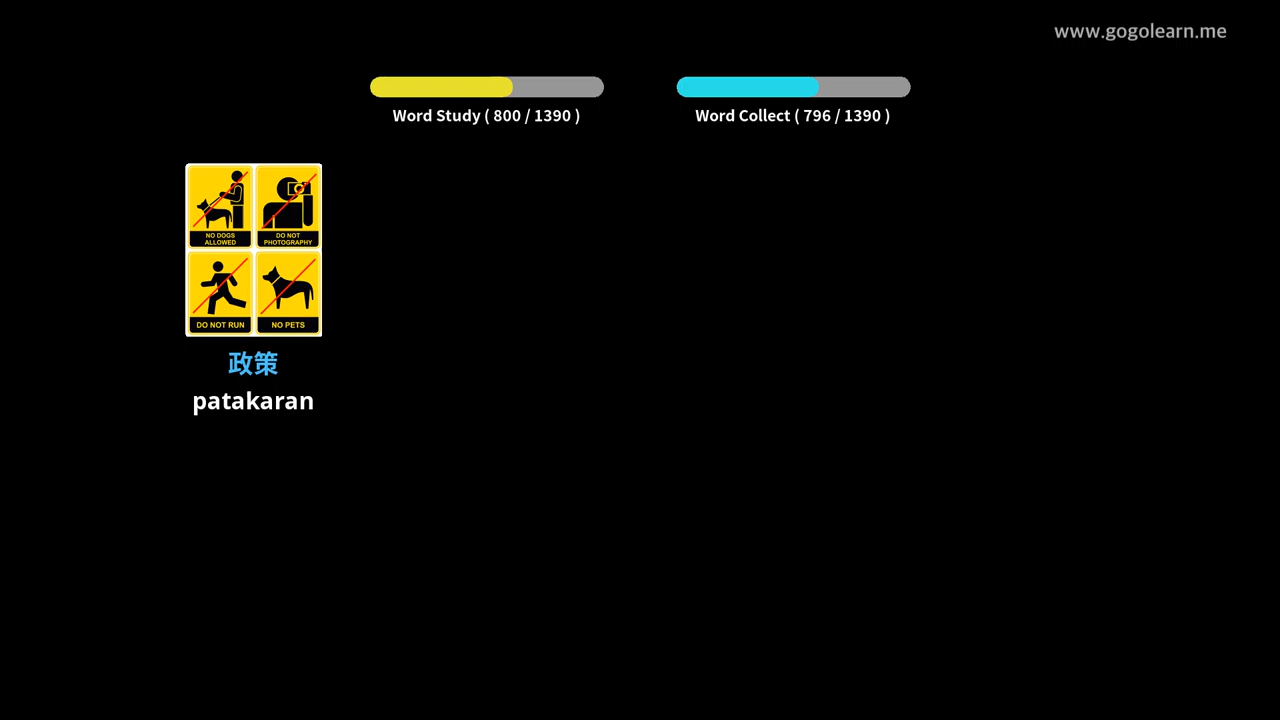 www.gogolearn.me
Word Study ( 800 / 1390 )
Word Collect ( 796 / 1390 )
NO DOGS
ALLOWED
DO NOT
PHOTOGRAPHY
DO NOT RUN
NO PETS
政策
patakaran